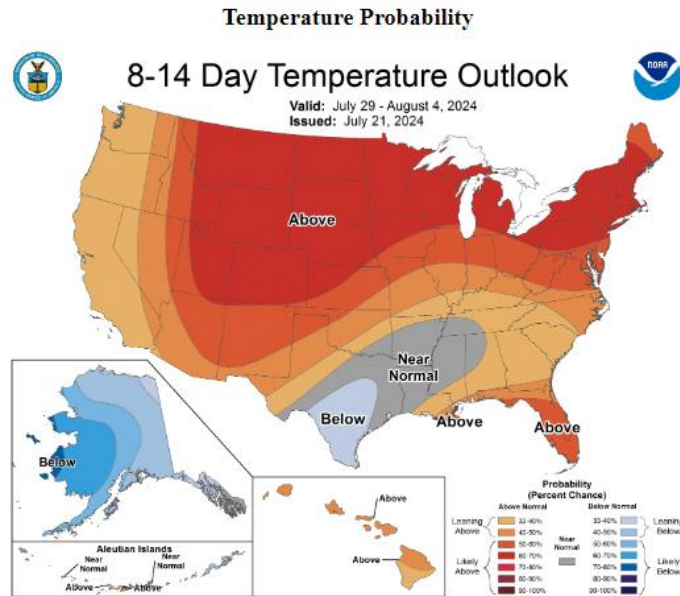 Temperature Probability
NOAA
8-14 Day Temperature Outlook
Valid: July 29 - August 4, 2024
Issued: July 21, 2024
Above
Near
Normal
Below
Above
Above
Below
Aleutian Islands
Near
Normal
Near
Normal
Above
Above
Above
Above
Probability
(Percent Chance)
Above Normal
Below Normal
Leaning
Above
33-40%
40-50%
50-60%
Likely
Above
60-70%
70-80%
80-90%
90-100%
Near
Normal
33-40%
40-50%
50-60%
60-70%
70-80%
80-90%
90-100%
Leaning
Below
Likely
Below